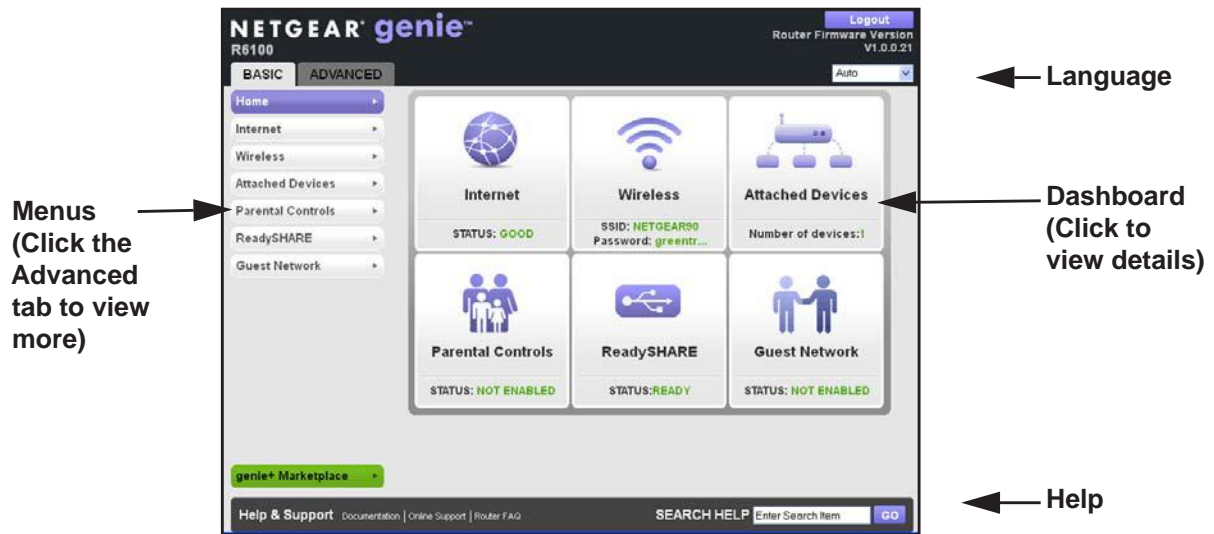 NETGEAR® genie™
R6100
Logout
Router Firmware Version
V1.0.0.21
BASIC
ADVANCED
Auto
Language
Home
Internet
Wireless
Attached Devices
Parental Controls
ReadySHARE
Guest Network
Menus
(Click the
Advanced
tab to view
more)
Internet
STATUS: GOOD
Wireless
SSID: NETGEAR90
Password: greentr...
Attached Devices
Number of devices:1
Dashboard
(Click to
view details)
Parental Controls
STATUS: NOT ENABLED
ReadySHARE
STATUS:READY
Guest Network
STATUS: NOT ENABLED
genie+ Marketplace
Help & Support Documentation | Online Support | Router FAQ
SEARCH HELP Enter Search Item GO
Help